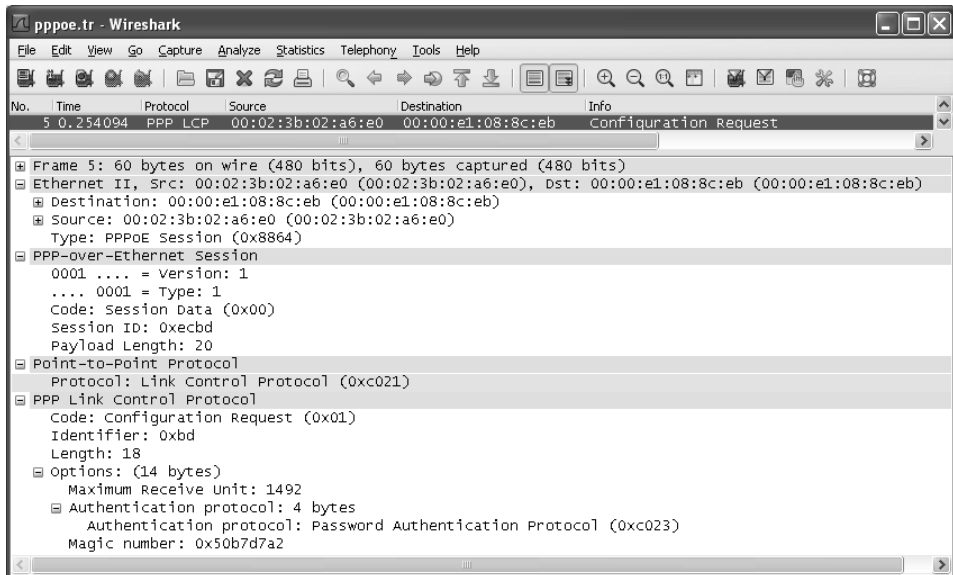 pppoe.tr - Wireshark
File Edit View Go Capture Analyze Statistics Telephony Tools Help
No. Time Protocol Source Destination Info
5 0.254094 PPP LCP 00:02:3b:02:a6:e0 00:00:e1:08:8c:eb Configuration Request
Frame 5: 60 bytes on wire (480 bits), 60 bytes captured (480 bits)
Ethernet II, Src: 00:02:3b:02:a6:e0 (00:02:3b:02:a6:e0), Dst: 00:00:e1:08:8c:eb (00:00:e1:08:8c:eb)
Destination: 00:00:e1:08:8c:eb (00:00:e1:08:8c:eb)
Source: 00:02:3b:02:a6:e0 (00:02:3b:02:a6:e0)
Type: PPPoE Session (0x8864)
PPP-over-Ethernet Session
0001 .... = Version: 1
.... 0001 = Type: 1
Code: Session Data (0x00)
Session ID: 0xecbd
Payload Length: 20
Point-to-Point Protocol
Protocol: Link Control Protocol (0xc021)
PPP Link Control Protocol
Code: Configuration Request (0x01)
Identifier: 0xbd
Length: 18
Options: (14 bytes)
Maximum Receive Unit: 1492
Authentication protocol: 4 bytes
Authentication protocol: Password Authentication Protocol (0xc023)
Magic number: 0x50b7d7a2